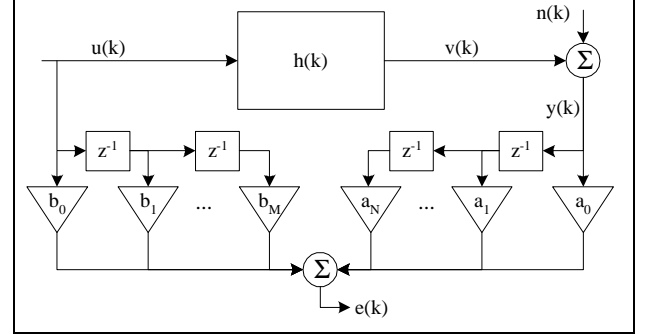 n(k)
u(k) h(k) v(k) Σ
y(k)
z⁻¹ z⁻¹ z⁻¹ z⁻¹
b₀ b₁ ... b_M a_N ... a₁ a₀
Σ
e(k)